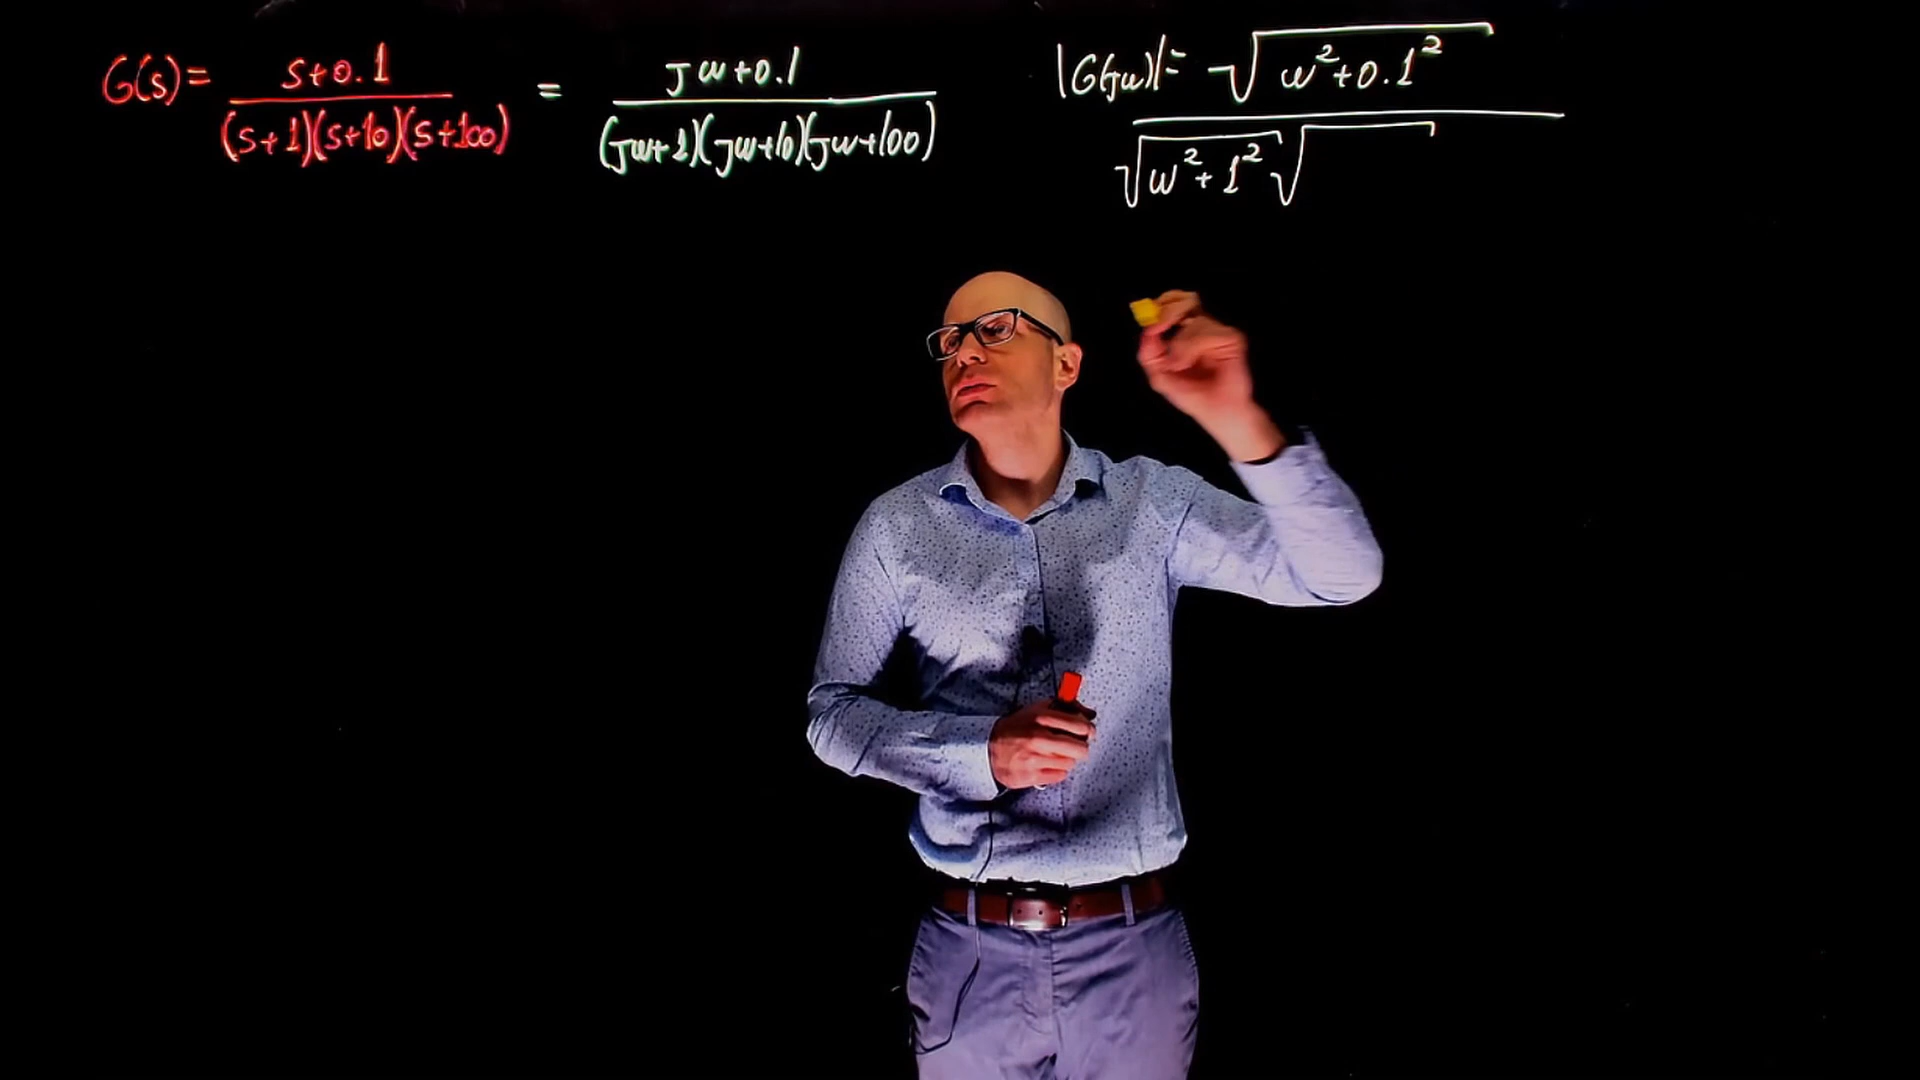 G(s) = s+0.1 / (s+1)(s+10)(s+100) = jω+0.1 / (jω+1)(jω+10)(jω+100)
|G(jω)| = √(ω²+0.1²) / √(ω²+1²) √